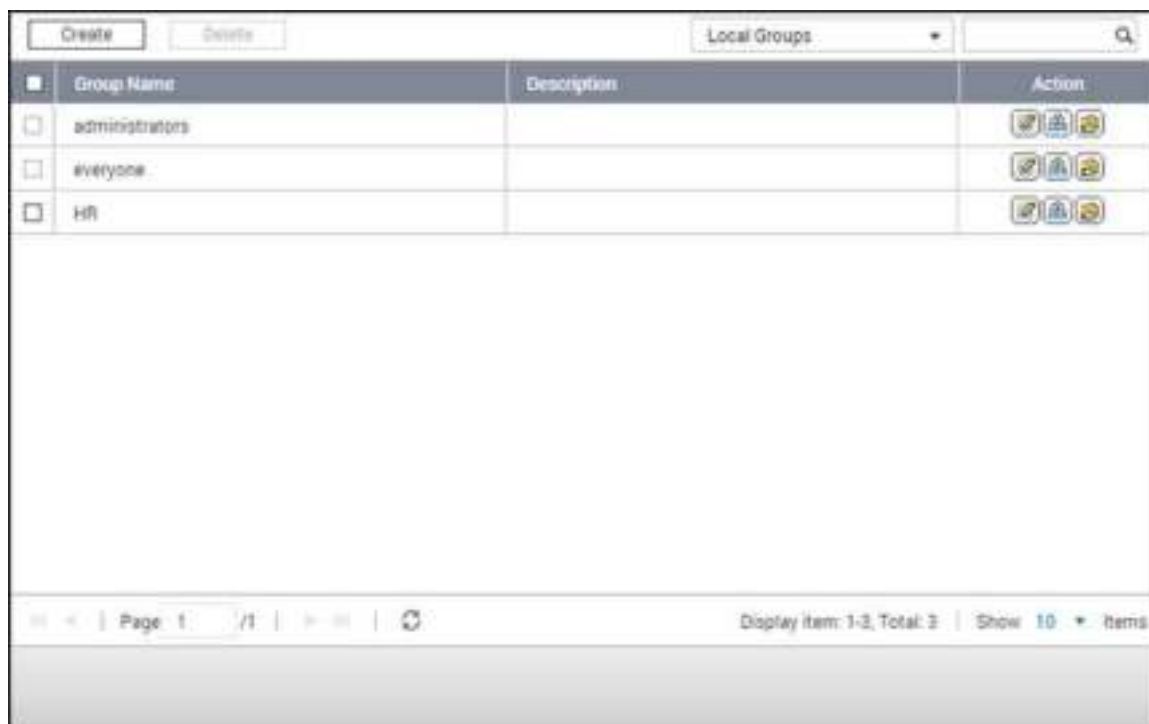 Create Delete Local Groups
Group Name Description Action
administrators
everyone
HR
Page 1 /1 Display item: 1-3, Total: 3 Show 10 Items